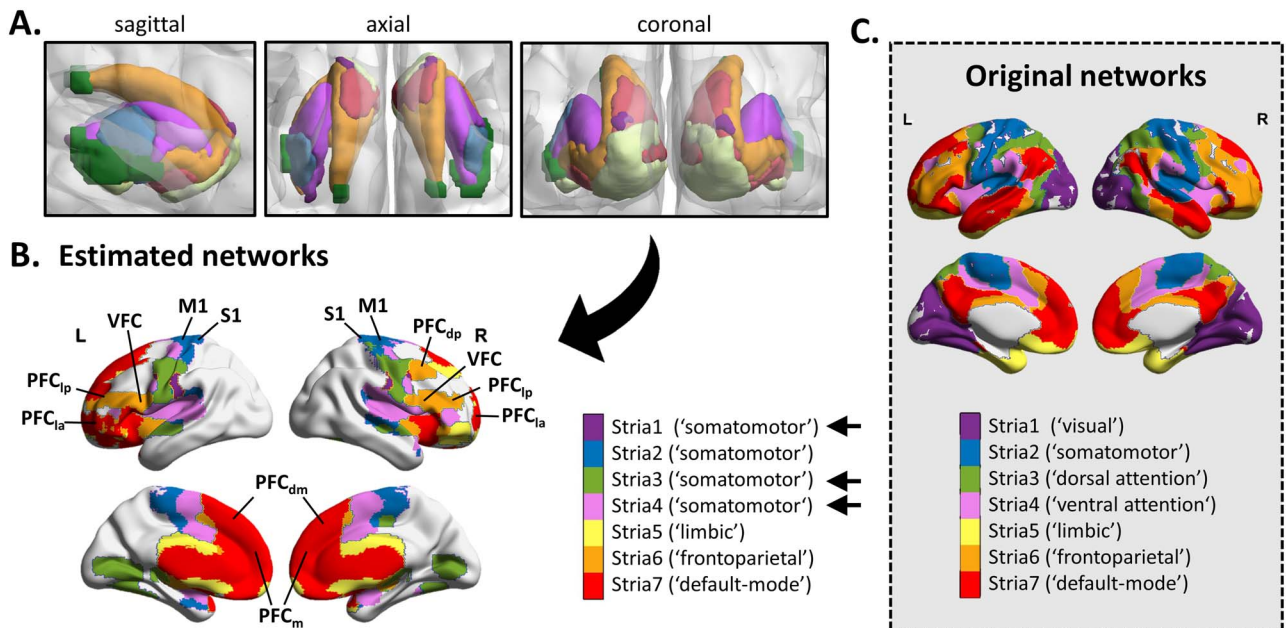 A.
sagittal
axial
coronal
B. Estimated networks
L
VFC
M1
S1
PFClp
PFCla
S1
M1
PFCdp
R
VFC
PFClp
PFCla
PFCdm
PFCm
Stria1 (‘somatomotor’)
Stria2 (‘somatomotor’)
Stria3 (‘somatomotor’)
Stria4 (‘somatomotor’)
Stria5 (‘limbic’)
Stria6 (‘frontoparietal’)
Stria7 (‘default-mode’)
C.
Original networks
L
R
Stria1 (‘visual’)
Stria2 (‘somatomotor’)
Stria3 (‘dorsal attention’)
Stria4 (‘ventral attention‘)
Stria5 (‘limbic’)
Stria6 (‘frontoparietal’)
Stria7 (‘default-mode’)